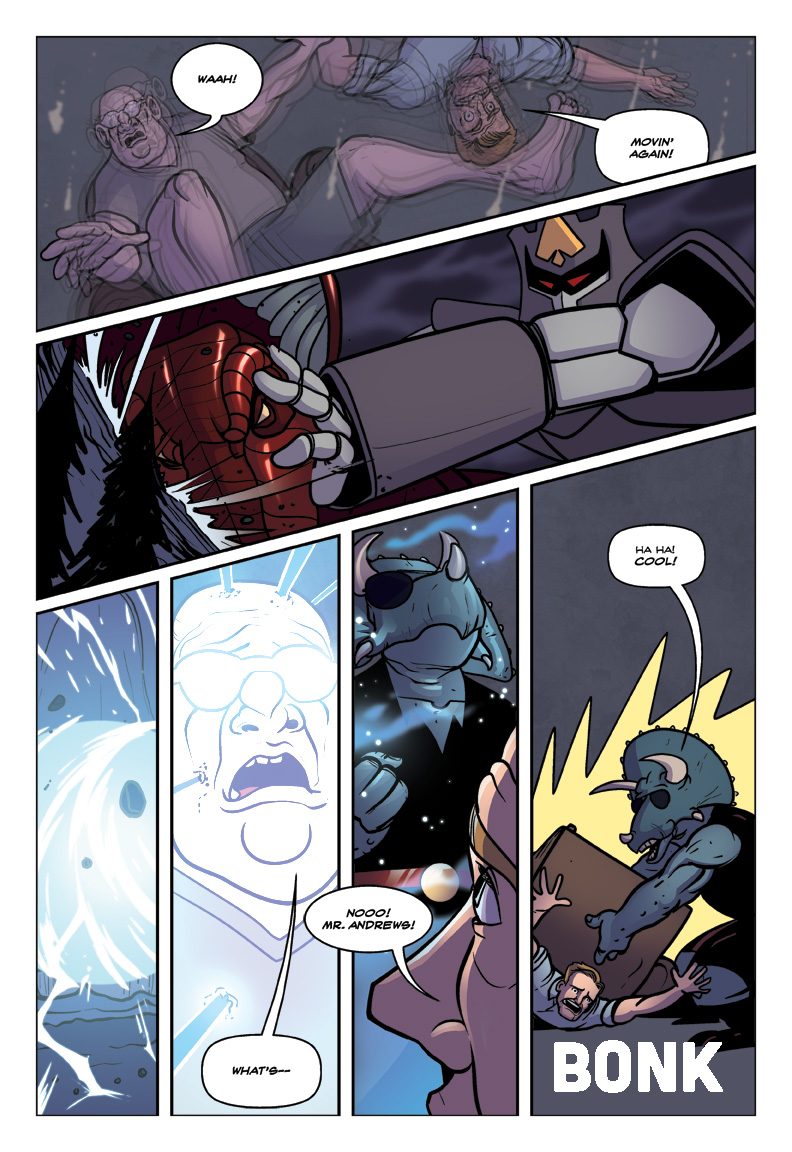 WAAH!
MOVIN'
AGAIN!
WHAT'S--
NOOO!
MR. ANDREWS!
HA HA!
COOL!
BONK